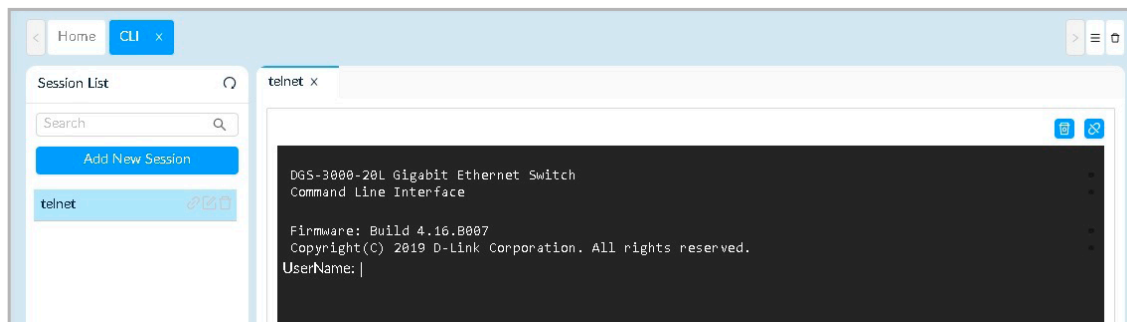 Home
CLI x
Session List
telnet x
Search
Add New Session
telnet
DGS-3000-20L Gigabit Ethernet Switch
Command Line Interface
Firmware: Build 4.16.B007
Copyright(C) 2019 D-Link Corporation. All rights reserved.
UserName: